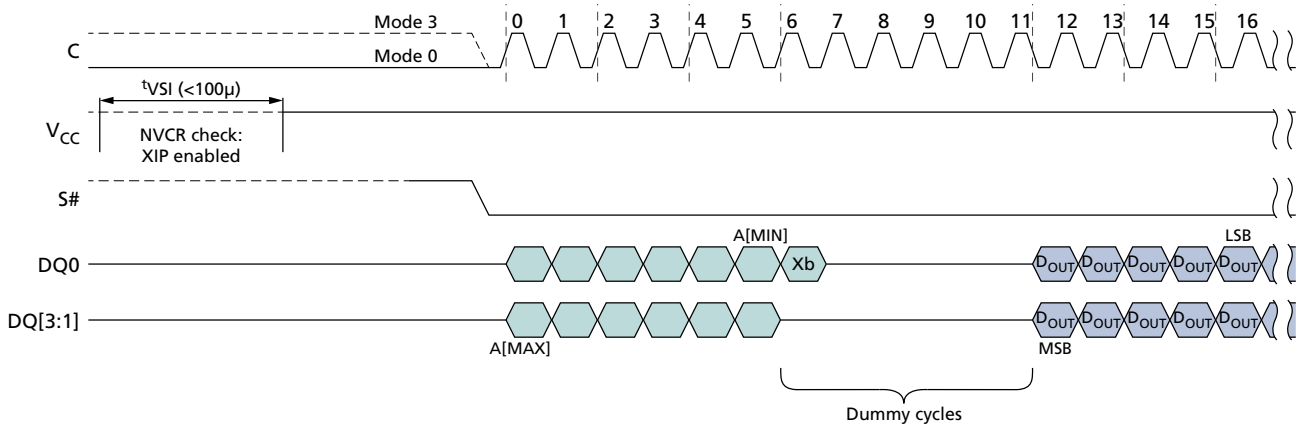 Mode 3
0 1 2 3 4 5 6 7 8 9 10 11 12 13 14 15 16
C
Mode 0
tVSI (<100µ)
VCC
NVCR check:
XIP enabled
S#
A[MIN]
LSB
DQ0
Xb
DOUT DOUT DOUT DOUT DOUT
DQ[3:1]
DOUT DOUT DOUT DOUT DOUT
A[MAX]
MSB
Dummy cycles